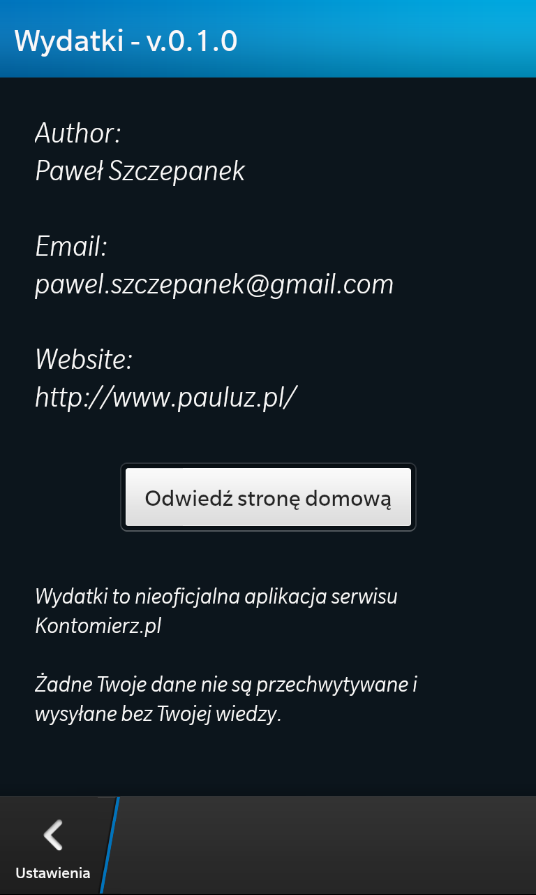 Wydatki - v.0.1.0
Author:
Paweł Szczepanek
Email:
pawel.szczepanek@gmail.com
Website:
http://www.pauluz.pl/
Odwiedź stronę domową
Wydatki to nieoficjalna aplikacja serwisu
Kontomierz.pl
Żadne Twoje dane nie są przechwytywane i
wysyłane bez Twojej wiedzy.
Ustawienia